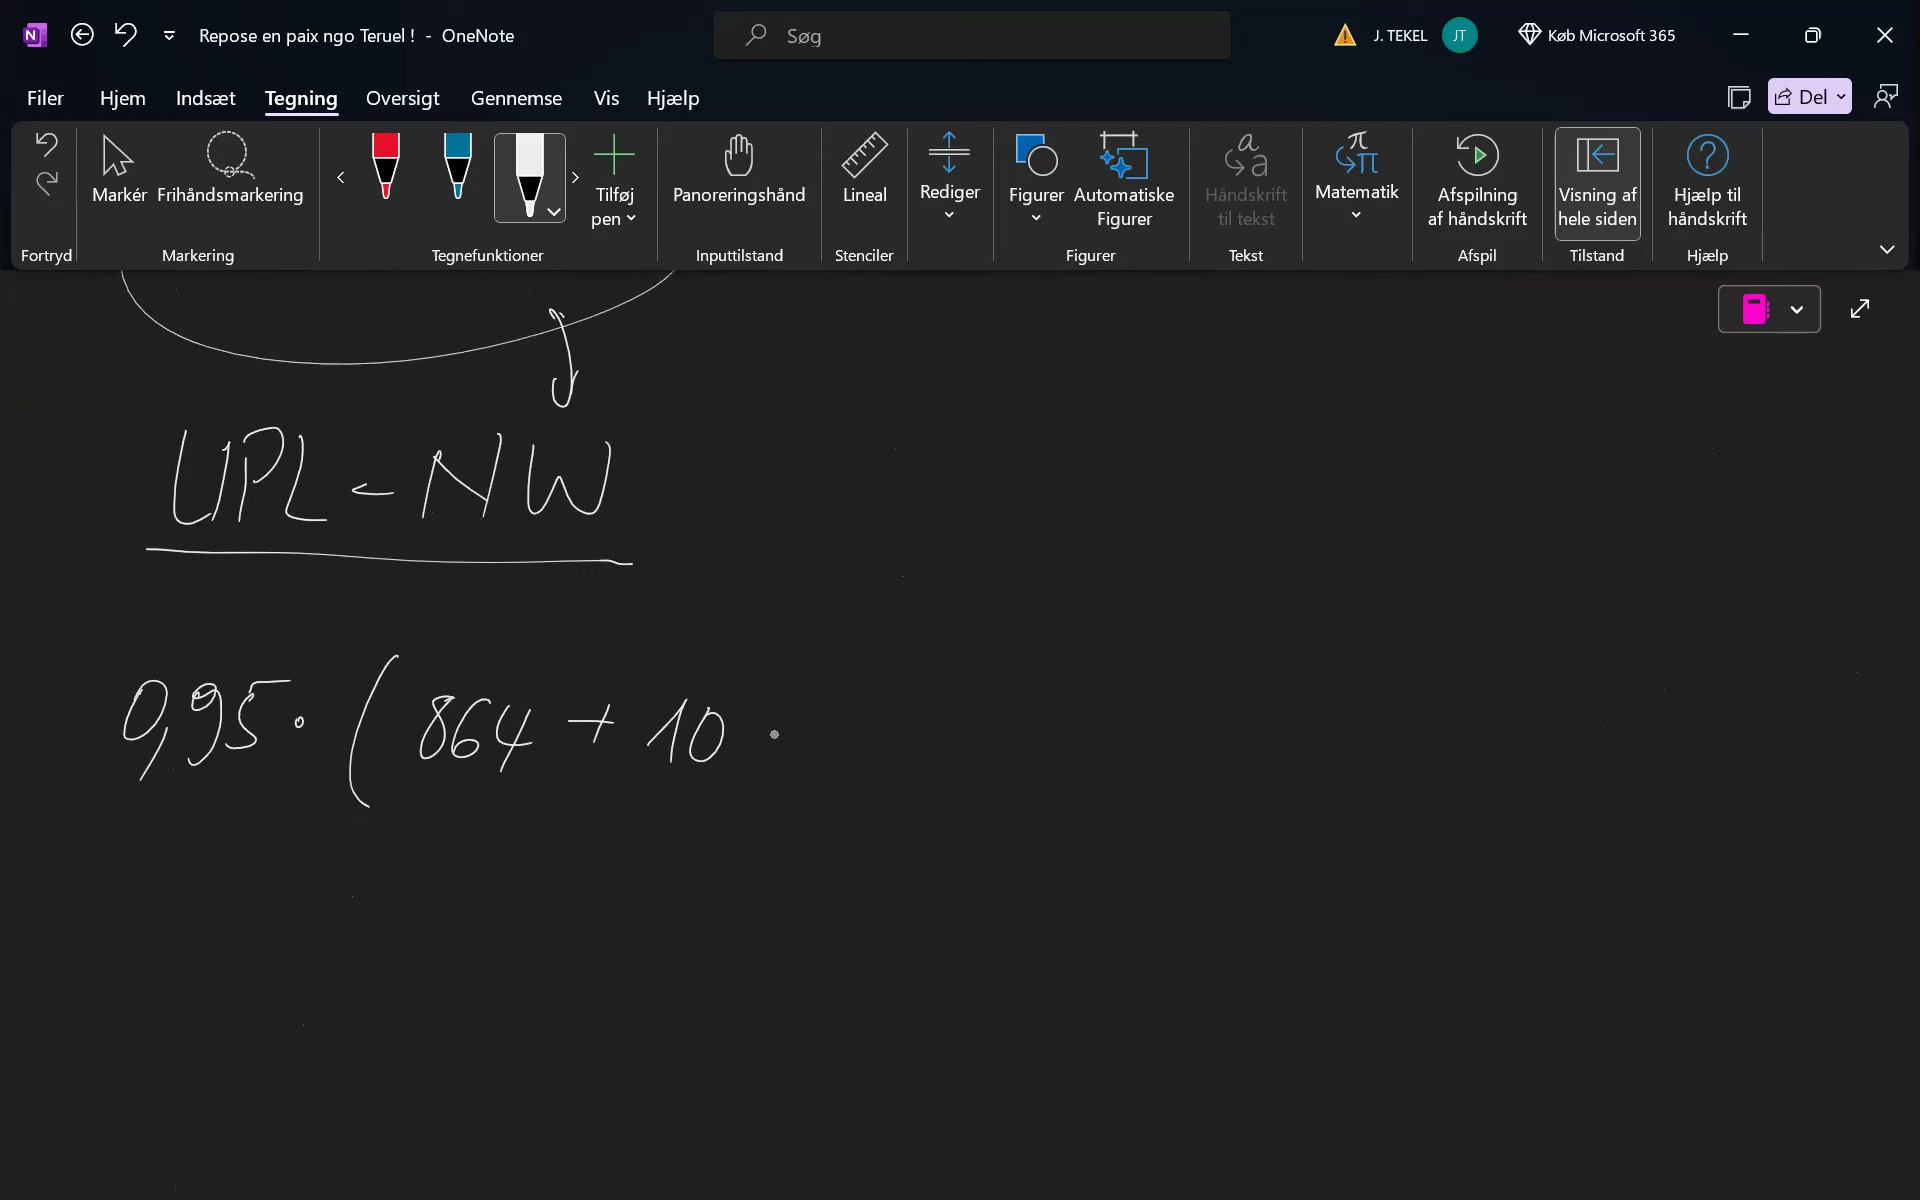 Repose en paix ngo Teruel ! - OneNote
Søg
J. TEKEL
JT
Køb Microsoft 365
Filer Hjem Indsæt Tegning Oversigt Gennemse Vis Hjælp
Del
Markér Frihåndsmarkering
Tilføj pen
Panoreringshånd
Lineal
Rediger
Figurer
Automatiske Figurer
Håndskrift til tekst
Matematik
Afspilning af håndskrift
Visning af hele siden
Hjælp til håndskrift
Fortryd Markering Tegnefunktioner Inputtilstand Stenciler Figurer Tekst Afspil Tilstand Hjælp
UPL - NW
0,95 · ( 864 + 10 ·